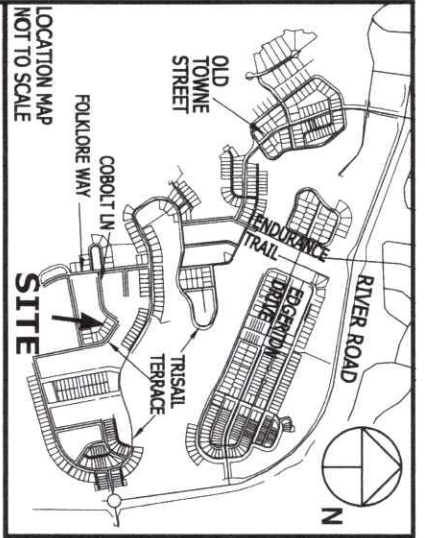 RIVER ROAD
N
ENDURANCE
TRAIL
EDGERTON
DRIVE
OLD
TOWNE
STREET
TRISAIL
TERRACE
COBOLT LN
FOLKLORE WAY
SITE
LOCATION MAP
NOT TO SCALE